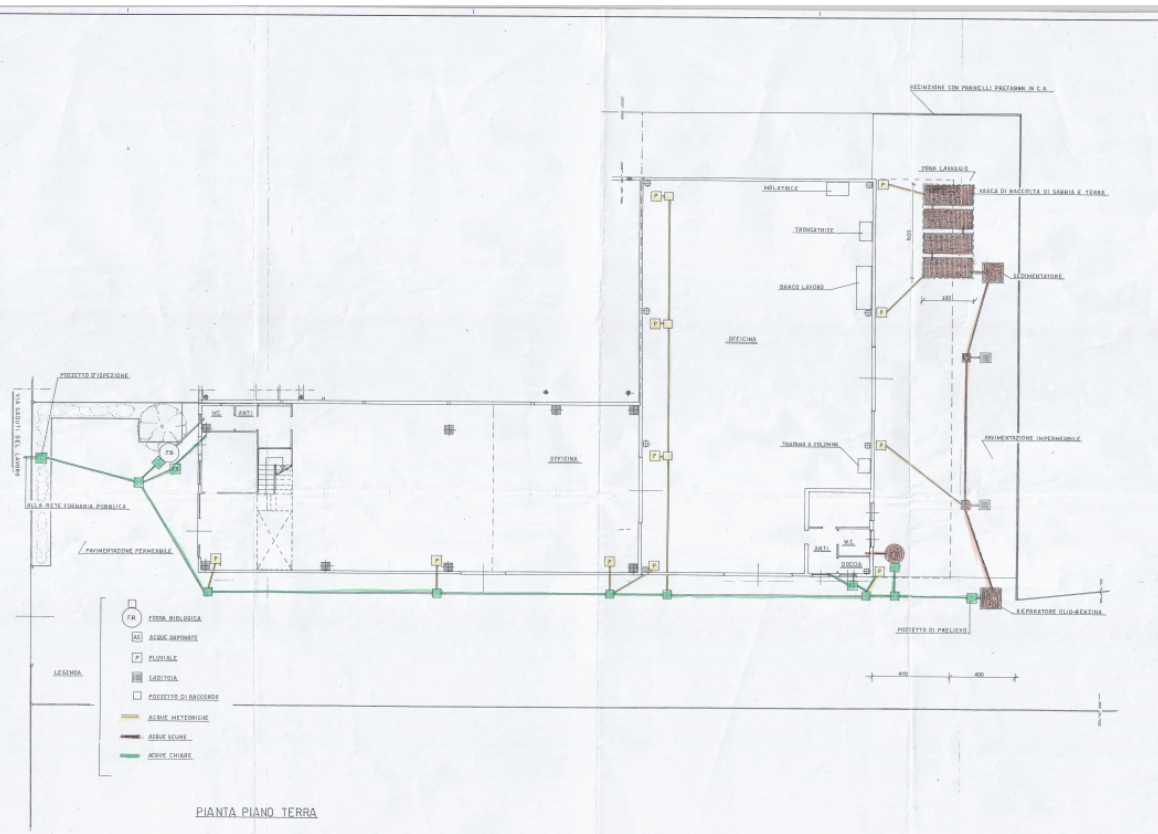 RECINZIONE CON PANNELLI PREFABBR. IN C.A.
ZONA LAVAGGIO
VASCA DI RACCOLTA DI SABBIA E TERRA
MOLATRICE
P
P
TRONCATRICE
SEDIMENTATORE
BANCO LAVORO
600
P
P
OFFICINA
POZZETTO D'ISPEZIONE
VIA CADUTI DEL LAVORO
W.C.
ANTI
F.B.
OFFICINA
P
P
TRAPANO A COLONNA
PAVIMENTAZIONE IMPERMEABILE
ALLA RETE FOGNARIA PUBBLICA
PAVIMENTAZIONE PERMEABILE
ANTI
W.C.
DOCCIA
P
P
P
P
P
SEPARATORE OLIO-BENZINA
POZZETTO DI PRELIEVO
400
LEGENDA
F.B. FOSSA BIOLOGICA
AS ACQUE SAPONATE
P PLUVIALE
CADITOIA
POZZETTO DI RACCORDO
ACQUE METEORICHE
ACQUE SCURE
ACQUE CHIARE
PIANTA PIANO TERRA